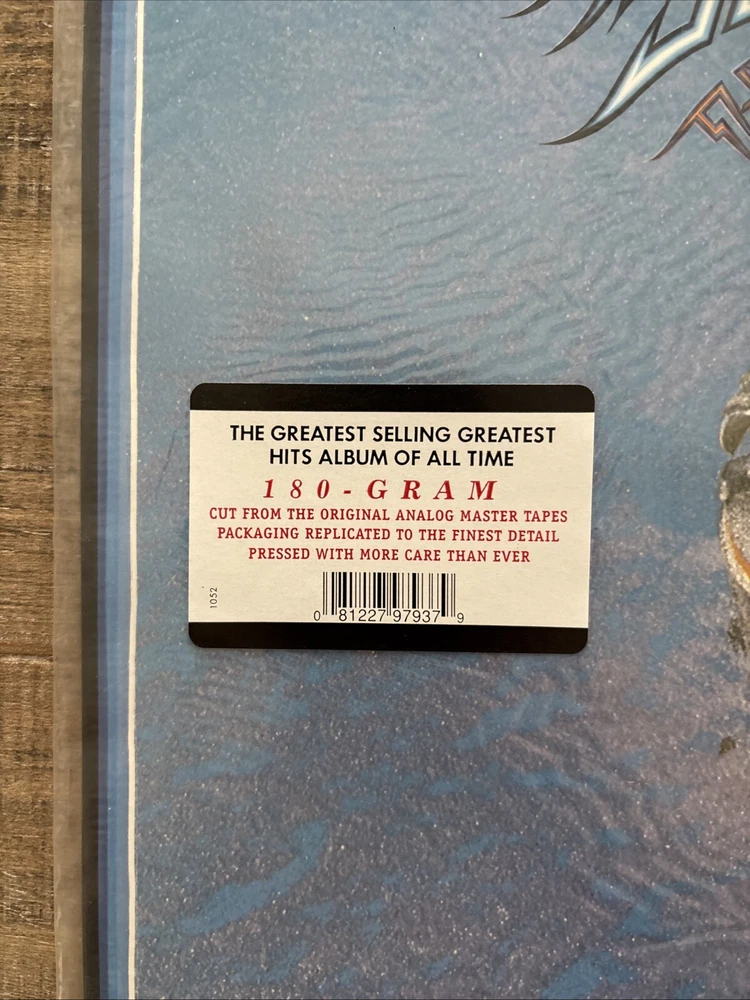 THE GREATEST SELLING GREATEST
HITS ALBUM OF ALL TIME
180-GRAM
CUT FROM THE ORIGINAL ANALOG MASTER TAPES
PACKAGING REPLICATED TO THE FINEST DETAIL
PRESSED WITH MORE CARE THAN EVER
1052
0 81227 97937 9